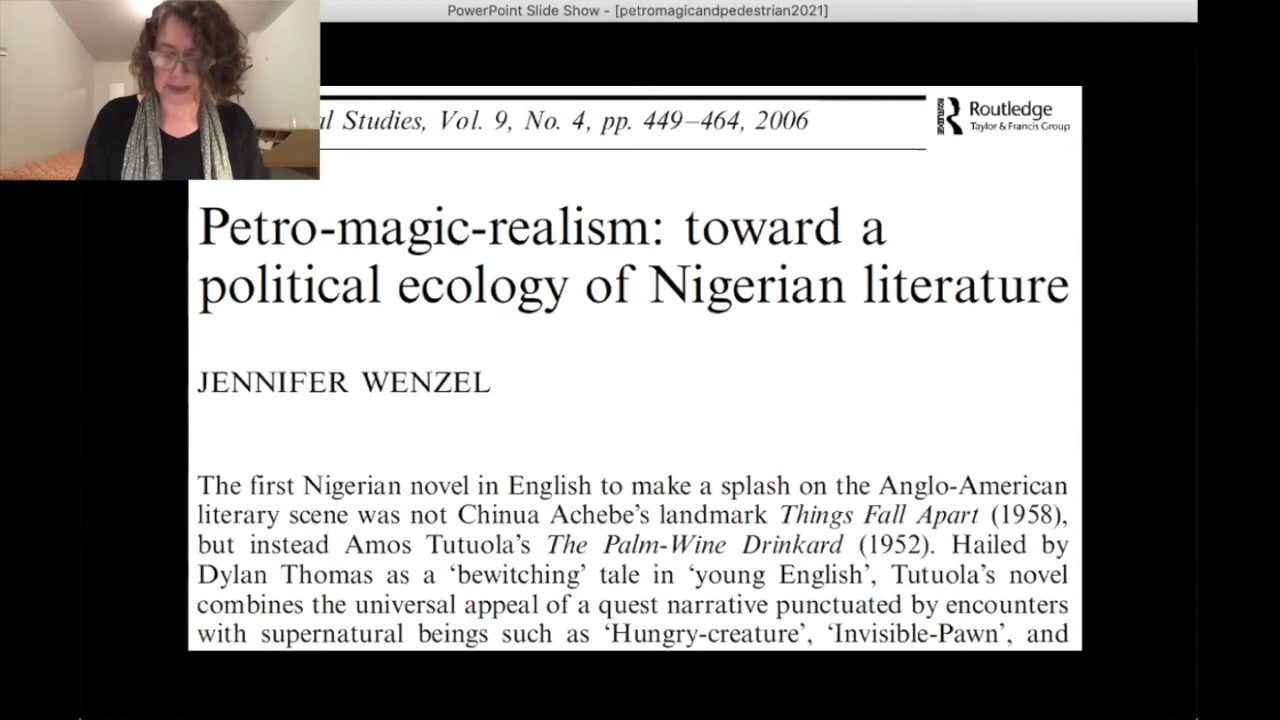 PowerPoint Slide Show - [petromagicandpedestrian2021]
al Studies, Vol. 9, No. 4, pp. 449–464, 2006
ROUTLEDGE
Routledge
Taylor & Francis Group
Petro-magic-realism: toward a
political ecology of Nigerian literature
JENNIFER WENZEL
The first Nigerian novel in English to make a splash on the Anglo-American
literary scene was not Chinua Achebe’s landmark Things Fall Apart (1958),
but instead Amos Tutuola’s The Palm-Wine Drinkard (1952). Hailed by
Dylan Thomas as a ‘bewitching’ tale in ‘young English’, Tutuola’s novel
combines the universal appeal of a quest narrative punctuated by encounters
with supernatural beings such as ‘Hungry-creature’, ‘Invisible-Pawn’, and